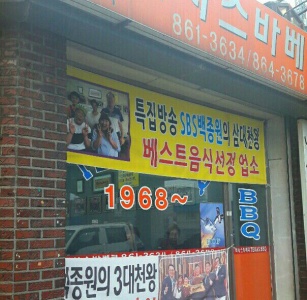 스바베
861-3634 / 864-3678
특집방송 SBS백종원의 삼대천왕
베스트음식선정 업소
1968~
BBQ
백종원의 3대천왕